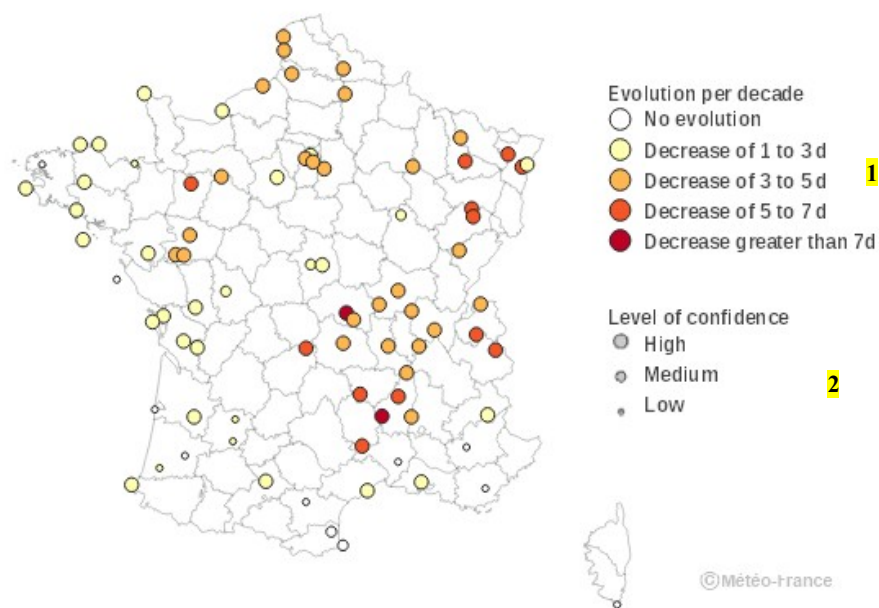 Evolution per decade
No evolution
Decrease of 1 to 3 d
1
Decrease of 3 to 5 d
Decrease of 5 to 7 d
Decrease greater than 7d
Level of confidence
High
Medium
2
Low
©Météo-France